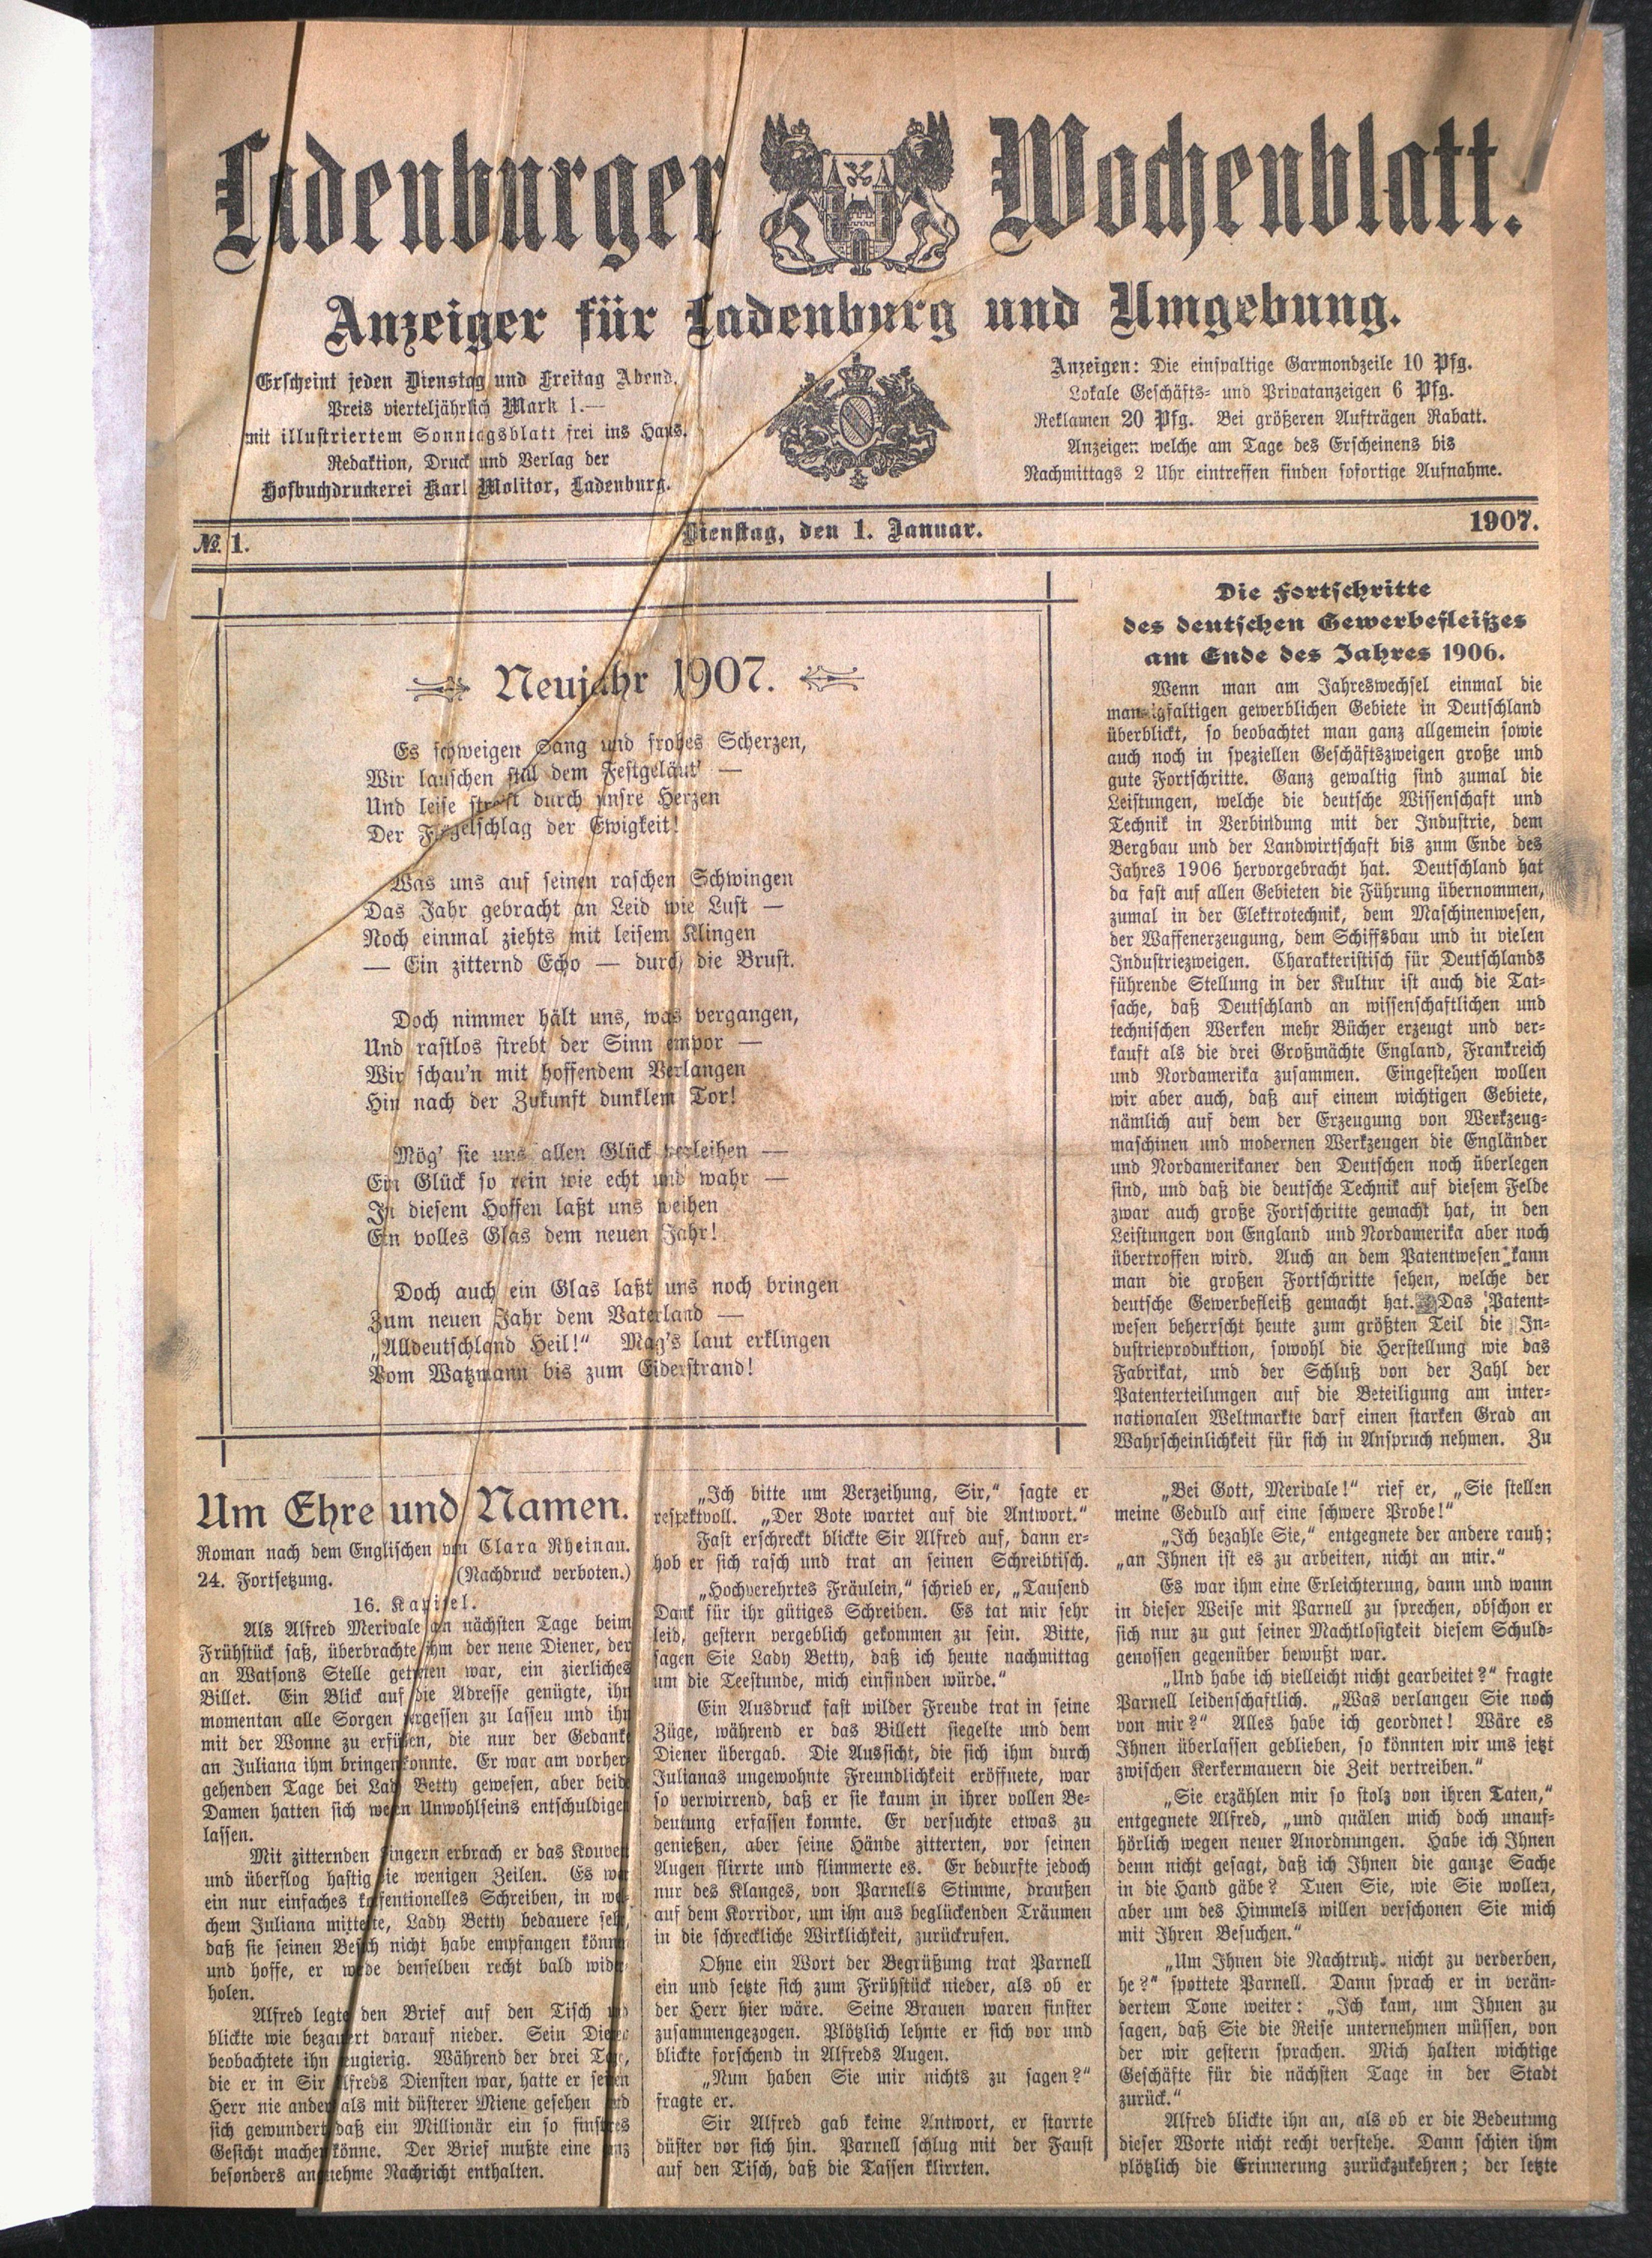 Ladenburger Wochenblatt.
Anzeiger für Ladenburg und Umgebung.
Erscheint jeden Dienstag und Freitag Abend.
Preis vierteljährlich Mark 1.—
mit illustriertem Sonntagsblatt frei ins Haus.
Redaktion, Druck und Verlag der
Hofbuchdruckerei Karl Molitor, Ladenburg.
Anzeigen: Die einspaltige Garmondzeile 10 Pfg.
Lokale Geschäfts- und Privatanzeigen 6 Pfg.
Reklamen 20 Pfg. Bei größeren Aufträgen Rabatt.
Anzeigen welche am Tage des Erscheinens bis
Nachmittags 2 Uhr eintreffen finden sofortige Aufnahme.
№. 1.
Dienstag, den 1. Januar.
1907.
Neujahr 1907.
Es schweigen Sang und frohes Scherzen,
Wir lauschen still dem Festgeläut' —
Und leise streift durch unsre Herzen
Der Flügelschlag der Ewigkeit!
Was uns auf seinen raschen Schwingen
Das Jahr gebracht an Leid wie Lust —
Noch einmal ziehts mit leisem Klingen
— Ein zitternd Echo — durch die Brust.
Doch nimmer hält uns, was vergangen,
Und rastlos strebt der Sinn empor —
Wir schau'n mit hoffendem Verlangen
Hin nach der Zukunft dunklem Tor!
Mög' sie uns allen Glück verleihen —
Ein Glück so rein wie echt und wahr —
In diesem Hoffen laßt uns weihen
Ein volles Glas dem neuen Jahr!
Doch auch ein Glas laßt uns noch bringen
Zum neuen Jahr dem Vaterland —
„Alldeutschland Heil!“ Mag's laut erklingen
Vom Watzmann bis zum Eiderstrand!
Die Fortschritte
des deutschen Gewerbefleißes
am Ende des Jahres 1906.
Wenn man am Jahreswechsel einmal die
mannigfaltigen gewerblichen Gebiete in Deutschland
überblickt, so beobachtet man ganz allgemein sowie
auch noch in speziellen Geschäftszweigen große und
gute Fortschritte. Ganz gewaltig sind zumal die
Leistungen, welche die deutsche Wissenschaft und
Technik in Verbindung mit der Industrie, dem
Bergbau und der Landwirtschaft bis zum Ende des
Jahres 1906 hervorgebracht hat. Deutschland hat
da fast auf allen Gebieten die Führung übernommen,
zumal in der Elektrotechnik, dem Maschinenwesen,
der Waffenerzeugung, dem Schiffsbau und in vielen
Industriezweigen. Charakteristisch für Deutschlands
führende Stellung in der Kultur ist auch die Tat-
sache, daß Deutschland an wissenschaftlichen und
technischen Werken mehr Bücher erzeugt und ver-
kauft als die drei Großmächte England, Frankreich
und Nordamerika zusammen. Eingestehen wollen
wir aber auch, daß auf einem wichtigen Gebiete,
nämlich auf dem der Erzeugung von Werkzeug-
maschinen und modernen Werkzeugen die Engländer
und Nordamerikaner den Deutschen noch überlegen
sind, und daß die deutsche Technik auf diesem Felde
zwar auch große Fortschritte gemacht hat, in den
Leistungen von England und Nordamerika aber noch
übertroffen wird. Auch an dem Patentwesen kann
man die großen Fortschritte sehen, welche der
deutsche Gewerbefleiß gemacht hat. Das Patent-
wesen beherrscht heute zum größten Teil die In-
dustrieproduktion, sowohl die Herstellung wie das
Fabrikat, und der Schluß von der Zahl der
Patenterteilungen auf die Beteiligung am inter-
nationalen Weltmarkte darf einen starken Grad an
Wahrscheinlichkeit für sich in Anspruch nehmen. Zu
Um Ehre und Namen.
Roman nach dem Englischen von Clara Rheinau.
24. Fortsetzung. (Nachdruck verboten.)
16. Kapitel.
Als Alfred Merivale an nächsten Tage beim
Frühstück saß, überbrachte ihm der neue Diener, der
an Watsons Stelle getreten war, ein zierliches
Billet. Ein Blick auf die Adresse genügte, ihn
momentan alle Sorgen vergessen zu lassen und ihn
mit der Wonne zu erfüllen, die nur der Gedanke
an Juliana ihm bringen konnte. Er war am vorher-
gehenden Tage bei Lady Betty gewesen, aber beide
Damen hatten sich wegen Unwohlseins entschuldigen
lassen.
Mit zitternden Fingern erbrach er das Kouvert
und überflog hastig die wenigen Zeilen. Es war
ein nur einfaches Schreiben, in wel-
chem Juliana mitteilte, Lady Betty bedauere sehr,
daß sie seinen Besuch nicht habe empfangen können
und hoffe, er werde denselben recht bald wider-
holen.
Alfred legte den Brief auf den Tisch und
blickte wie bezaubert darauf nieder. Sein Diener
beobachtete ihn neugierig. Während der drei Tage,
die er in Sir Alfreds Diensten war, hatte er seinen
Herr nie anders als mit düsterer Miene gesehen und
sich gewundert, daß ein Millionär ein so finsteres
Gesicht machen könne. Der Brief mußte eine ganz
besonders angenehme Nachricht enthalten.
„Ich bitte um Verzeihung, Sir,“ sagte er
respektvoll. „Der Bote wartet auf die Antwort.“
Fast erschreckt blickte Sir Alfred auf, dann er-
hob er sich rasch und trat an seinen Schreibtisch.
„Hochverehrtes Fräulein,“ schrieb er, „Tausend
Dank für ihr gütiges Schreiben. Es tat mir sehr
leid, gestern vergeblich gekommen zu sein. Bitte,
sagen Sie Lady Betty, daß ich heute nachmittag
um die Teestunde, mich einfinden würde.“
Ein Ausdruck fast wilder Freude trat in seine
Züge, während er das Billett siegelte und dem
Diener übergab. Die Aussicht, die sich ihm durch
Julianas ungewohnte Freundlichkeit eröffnete, war
so verwirrend, daß er sie kaum in ihrer vollen Be-
deutung erfassen konnte. Er versuchte etwas zu
genießen, aber seine Hände zitterten, vor seinen
Augen flirrte und flimmerte es. Er bedurfte jedoch
nur des Klanges, von Parnells Stimme, draußen
auf dem Korridor, um ihn aus beglückenden Träumen
in die schreckliche Wirklichkeit, zurückrufen.
Ohne ein Wort der Begrüßung trat Parnell
ein und setzte sich zum Frühstück nieder, als ob er
der Herr hier wäre. Seine Brauen waren finster
zusammengezogen. Plötzlich lehnte er sich vor und
blickte forschend in Alfreds Augen.
„Nun haben Sie mir nichts zu sagen?“
fragte er.
Sir Alfred gab keine Antwort, er starrte
düster vor sich hin. Parnell schlug mit der Faust
auf den Tisch, daß die Tassen klirrten.
„Bei Gott, Merivale!“ rief er, „Sie stellen
meine Geduld auf eine schwere Probe!“
„Ich bezahle Sie,“ entgegnete der andere rauh;
„an Ihnen ist es zu arbeiten, nicht an mir.“
Es war ihm eine Erleichterung, dann und wann
in dieser Weise mit Parnell zu sprechen, obschon er
sich nur zu gut seiner Machtlosigkeit diesem Schuld-
genossen gegenüber bewußt war.
„Und habe ich vielleicht nicht gearbeitet?“ fragte
Parnell leidenschaftlich. „Was verlangen Sie noch
von mir?“ Alles habe ich geordnet! Wäre es
Ihnen überlassen geblieben, so könnten wir uns jetzt
zwischen Kerkermauern die Zeit vertreiben.“
„Sie erzählen mir so stolz von ihren Taten,“
entgegnete Alfred, „und quälen mich doch unauf-
hörlich wegen neuer Anordnungen. Habe ich Ihnen
denn nicht gesagt, daß ich Ihnen die ganze Sache
in die Hand gäbe? Tuen Sie, wie Sie wollen,
aber um des Himmels willen verschonen Sie mich
mit Ihren Besuchen.“
„Um Ihnen die Nachtruh. nicht zu verderben,
he?“ spottete Parnell. Dann sprach er in verän-
dertem Tone weiter: „Ich kam, um Ihnen zu
sagen, daß Sie die Reise unternehmen müssen, von
der wir gestern sprachen. Mich halten wichtige
Geschäfte für die nächsten Tage in der Stadt
zurück.“
Alfred blickte ihn an, als ob er die Bedeutung
dieser Worte nicht recht verstehe. Dann schien ihm
plötzlich die Erinnerung zurückzukehren; der letzte